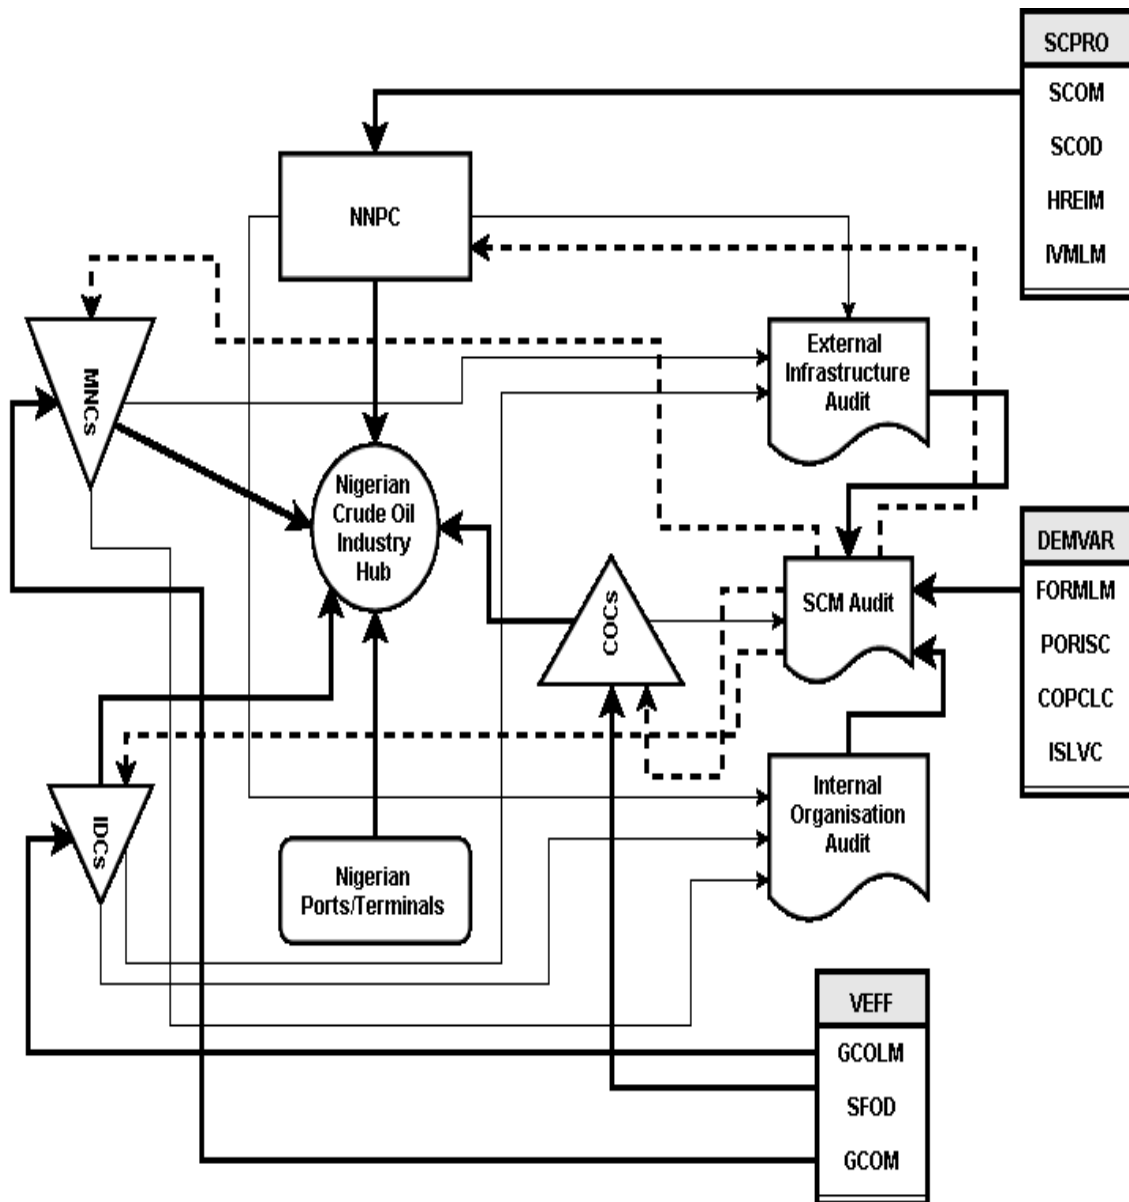 SCPRO
SCOM
SCOD
HREIM
IVMLM
NNPC
MNCs
External
Infrastructure
Audit
Nigerian
Crude Oil
Industry
Hub
COCs
SCM Audit
DEMVAR
FORMLM
PORISC
COPCLC
ISLVC
IDCs
Nigerian
Ports/Terminals
Internal
Organisation
Audit
VEFF
GCOLM
SFOD
GCOM